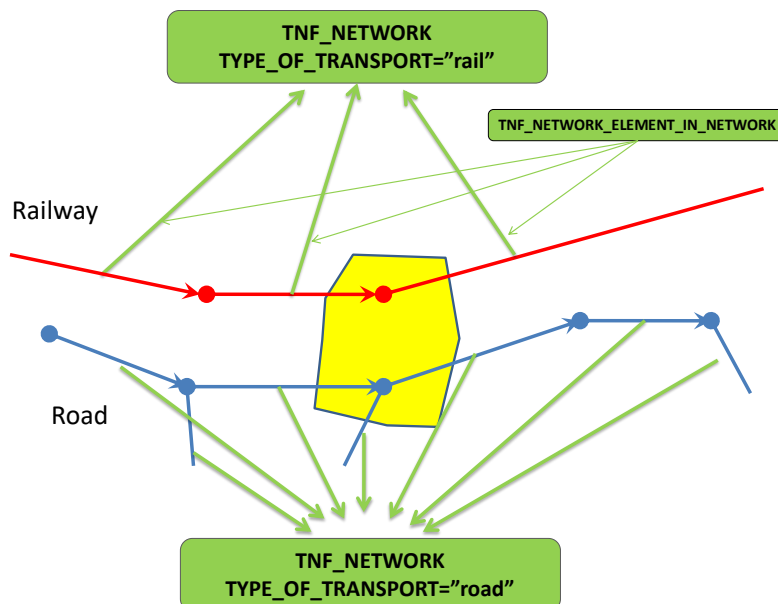 TNF_NETWORK
TYPE_OF_TRANSPORT=”rail”
TNF_NETWORK_ELEMENT_IN_NETWORK
Railway
Road
TNF_NETWORK
TYPE_OF_TRANSPORT=”road”